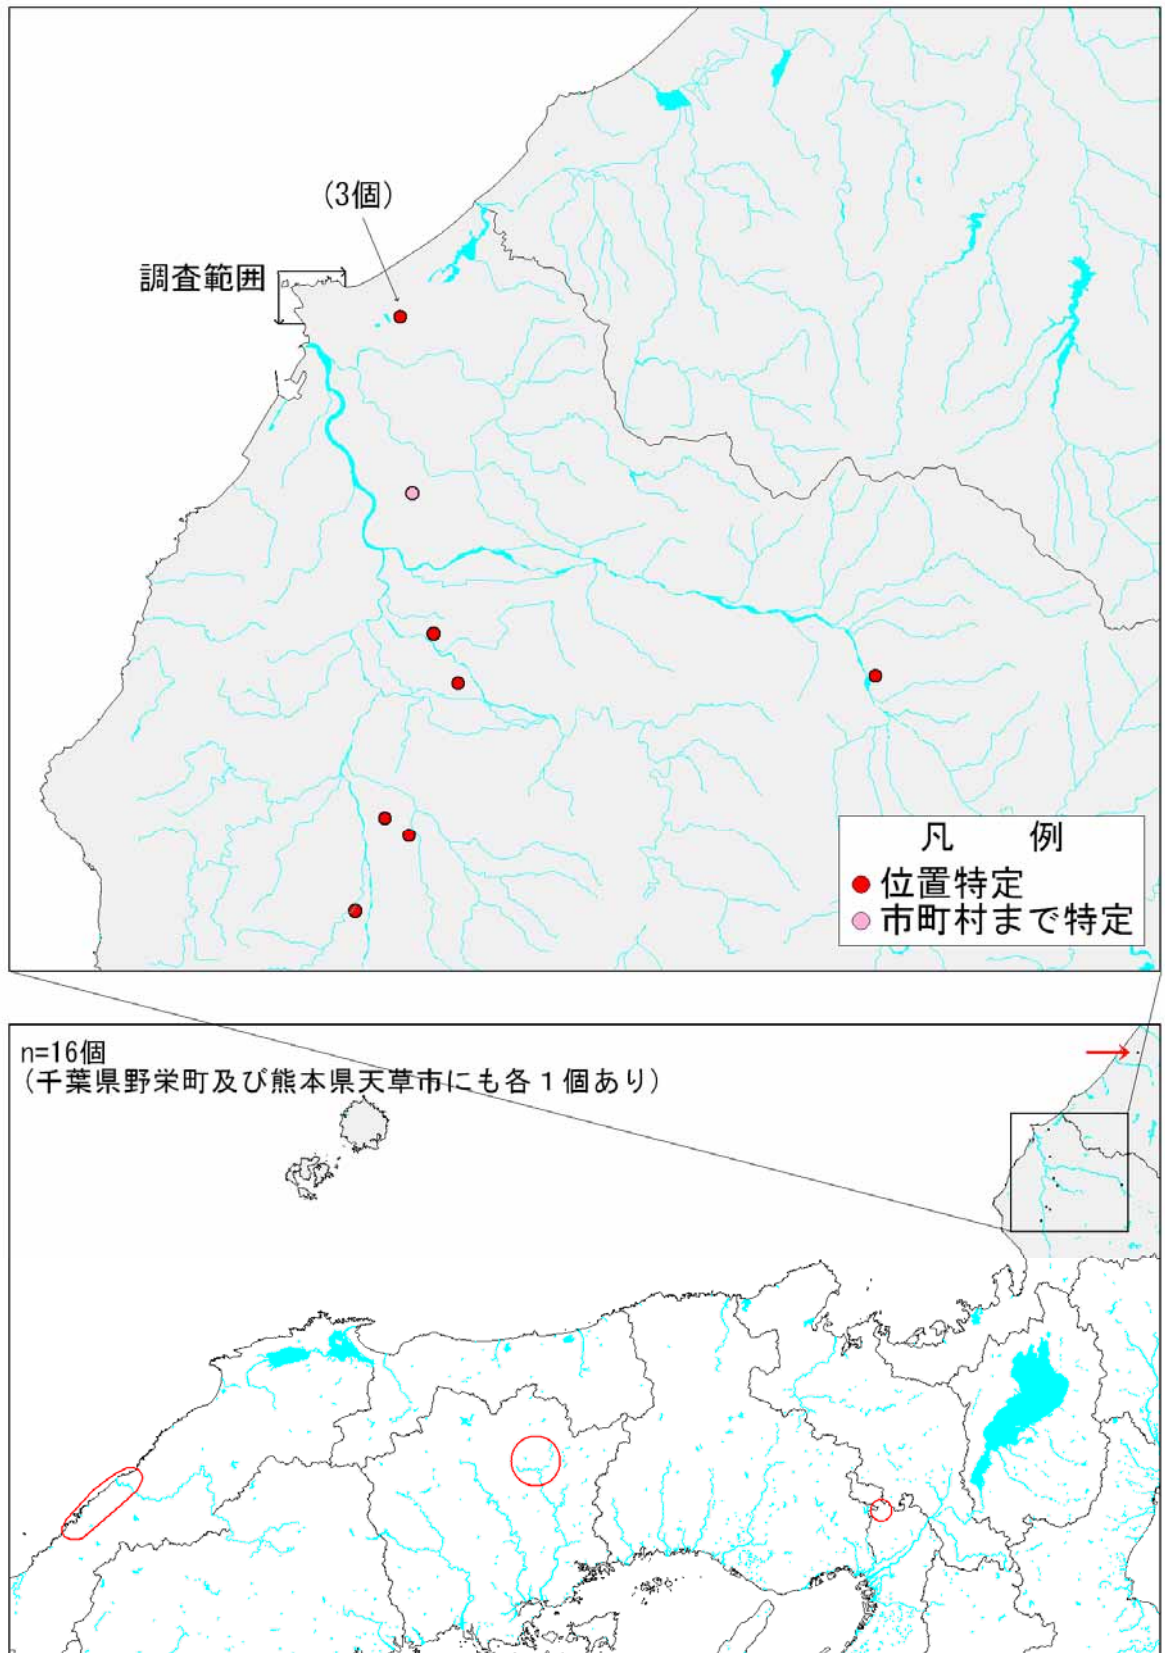 (3個)
調査範囲
凡 例
位置特定
市町村まで特定
n=16個
(千葉県野栄町及び熊本県天草市にも各1個あり)